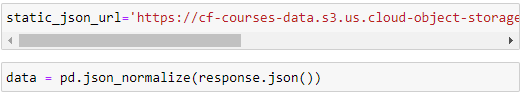 static_json_url='https://cf-courses-data.s3.us.cloud-object-storage
data = pd.json_normalize(response.json())